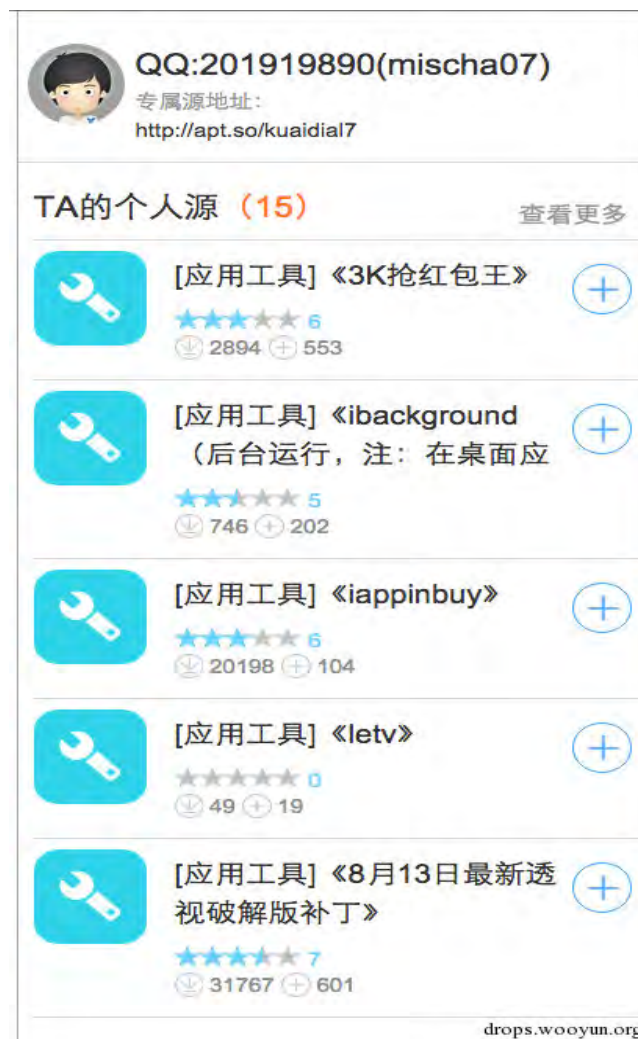 QQ:201919890(mischa07)
专属源地址:
http://apt.so/kuaidial7
TA的个人源（15）
查看更多
[应用工具]《3K抢红包王》
6
2894 553
[应用工具]《ibackground
（后台运行，注：在桌面应
5
746 202
[应用工具]《iappinbuy》
6
20198 104
[应用工具]《letv》
0
49 19
[应用工具]《8月13日最新透
视破解版补丁》
7
31767 601
drops.wooyun.org